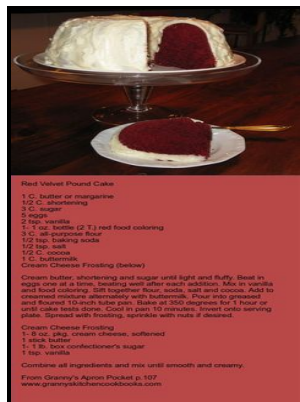 Red Velvet Pound Cake
1 C. butter or margarine
1/2 C. shortening
3 C. sugar
5 eggs
2 tsp. vanilla
1- 1 oz. bottle (2 T.) red food coloring
3 C. all-purpose flour
1/2 tsp. baking soda
1/2 tsp. salt
1/2 C. cocoa
1 C. buttermilk
Cream Cheese Frosting (below)
Cream butter, shortening and sugar until light and fluffy. Beat in
eggs one at a time, beating well after each addition. Mix in vanilla
and food coloring. Sift together flour, soda, salt and cocoa. Add to
creamed mixture alternately with buttermilk. Pour into greased
and floured 10-inch tube pan. Bake at 350 degrees for 1 hour or
until cake tests done. Cool in pan 10 minutes. Invert onto serving
plate. Spread with frosting, sprinkle with nuts if desired.
Cream Cheese Frosting
1- 8 oz. pkg. cream cheese, softened
1 stick butter
1- 1 lb. box confectioner's sugar
1 tsp. vanilla
Combine all ingredients and mix until smooth and creamy.
From Granny's Apron Pocket p.107
www.grannyskitchencookbooks.com